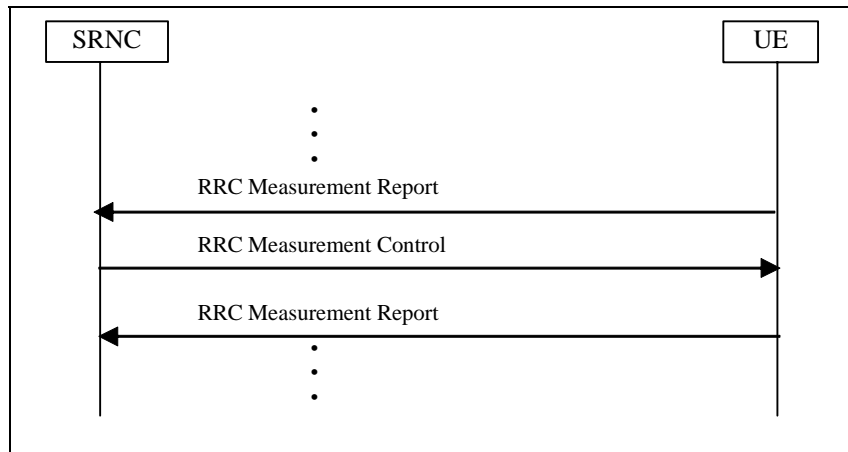 SRNC
UE
RRC Measurement Report
RRC Measurement Control
RRC Measurement Report